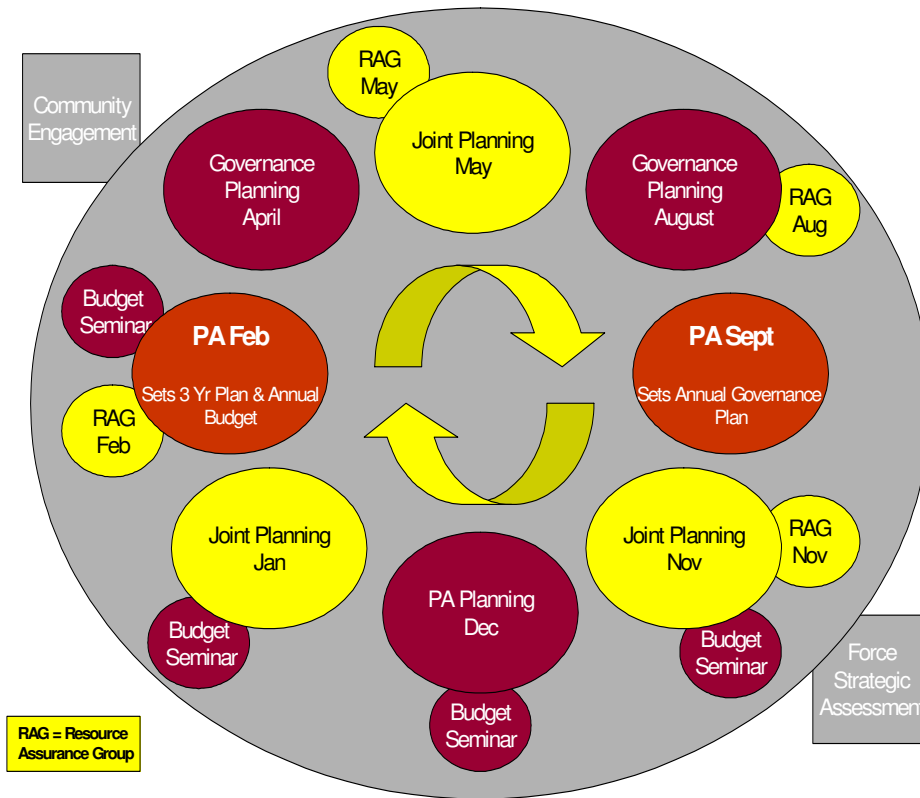 RAG
May
Community
Engagement
Joint Planning
May
Governance
Planning
April
Governance
Planning
August
RAG
Aug
Budget
Seminar
PA Feb
Sets 3 Yr Plan & Annual
Budget
PA Sept
Sets Annual Governance
Plan
RAG
Feb
Joint Planning
Jan
Joint Planning
Nov
RAG
Nov
PA Planning
Dec
Budget
Seminar
Budget
Seminar
Force
Strategic
Assessment
Budget
Seminar
RAG = Resource
Assurance Group